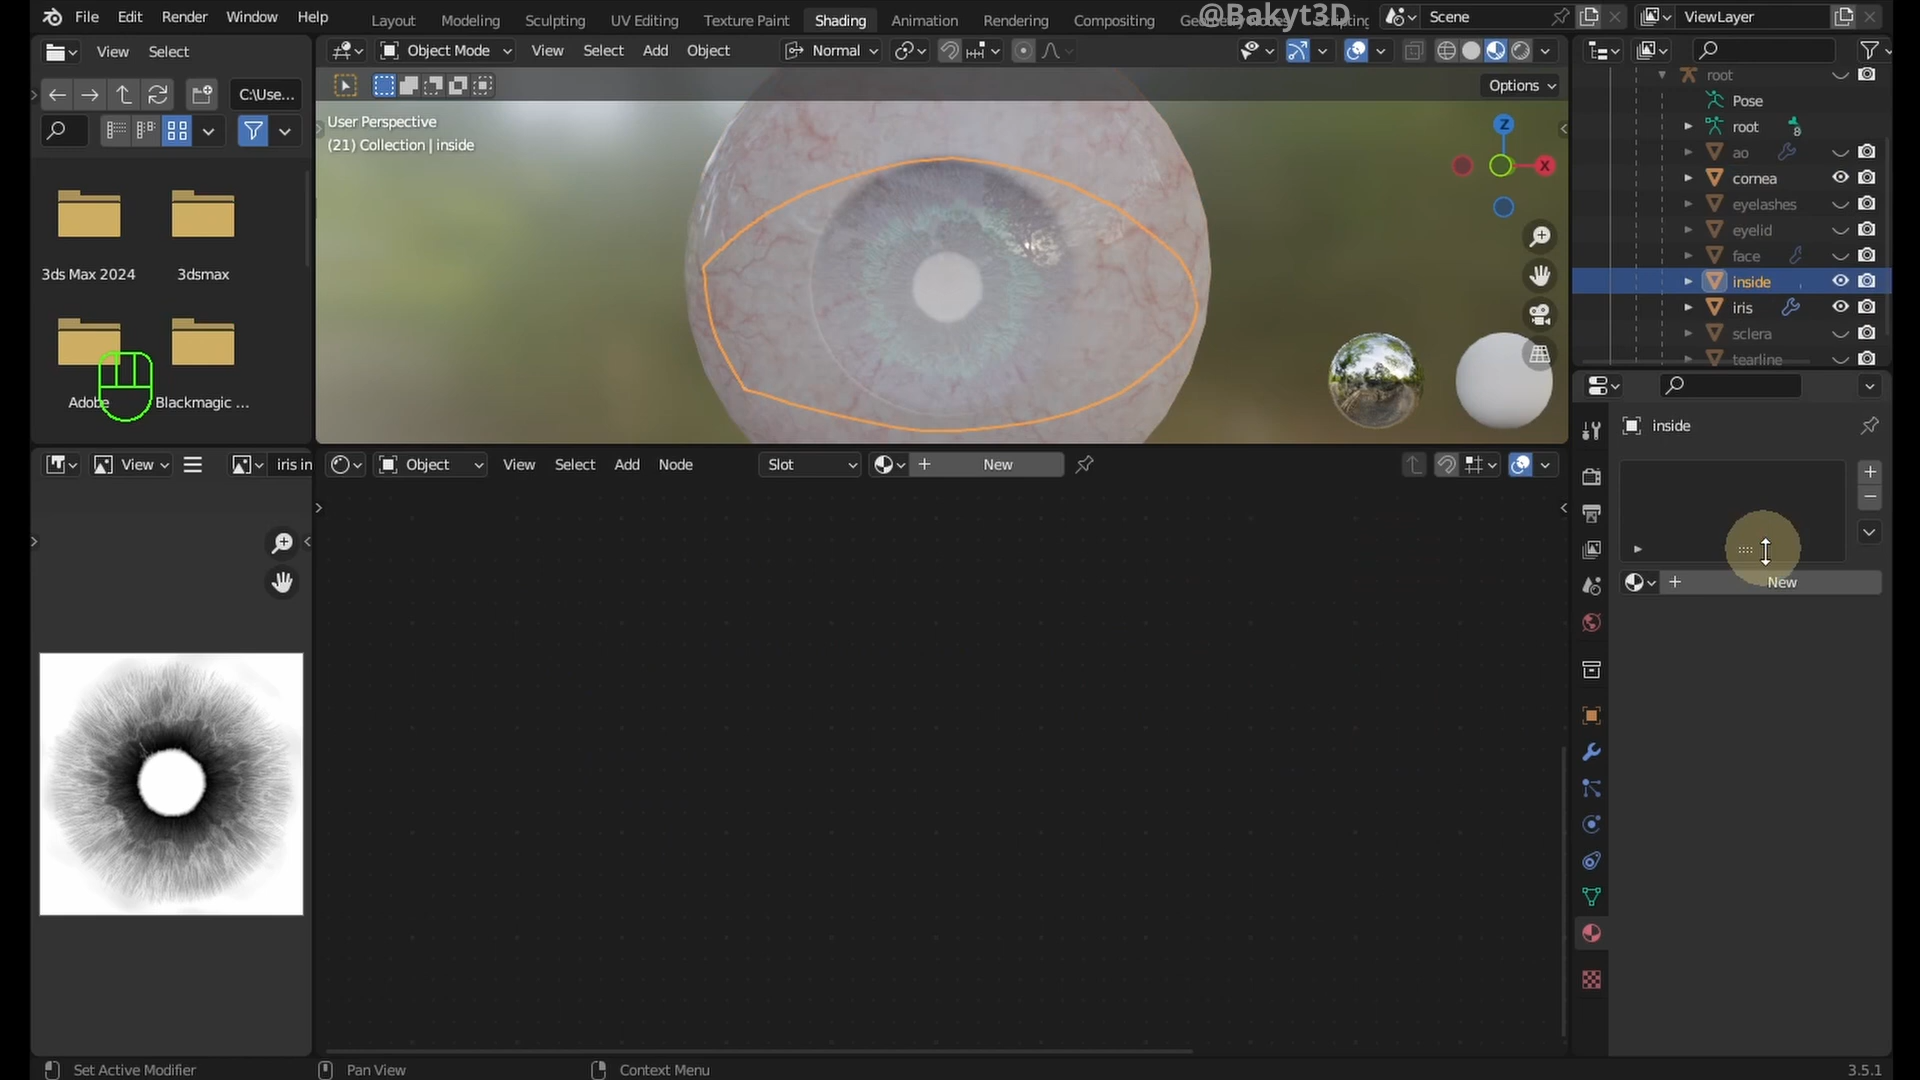 File Edit Render Window Help Layout Modeling Sculpting UV Editing Texture Paint Shading Animation Rendering Compositing
@Bakyt3D
Scene ViewLayer
View Select
Object Mode View Select Add Object Normal
C:\Use...
Options
User Perspective
(21) Collection | inside
Z
X
3ds Max 2024 3dsmax
Adobe Blackmagic ...
root
Pose
root 8
ao
cornea
eyelashes
eyelid
face
inside
iris
sclera
tearline
View iris in
Object View Select Add Node Slot New
inside
New
Set Active Modifier Pan View Context Menu 3.5.1